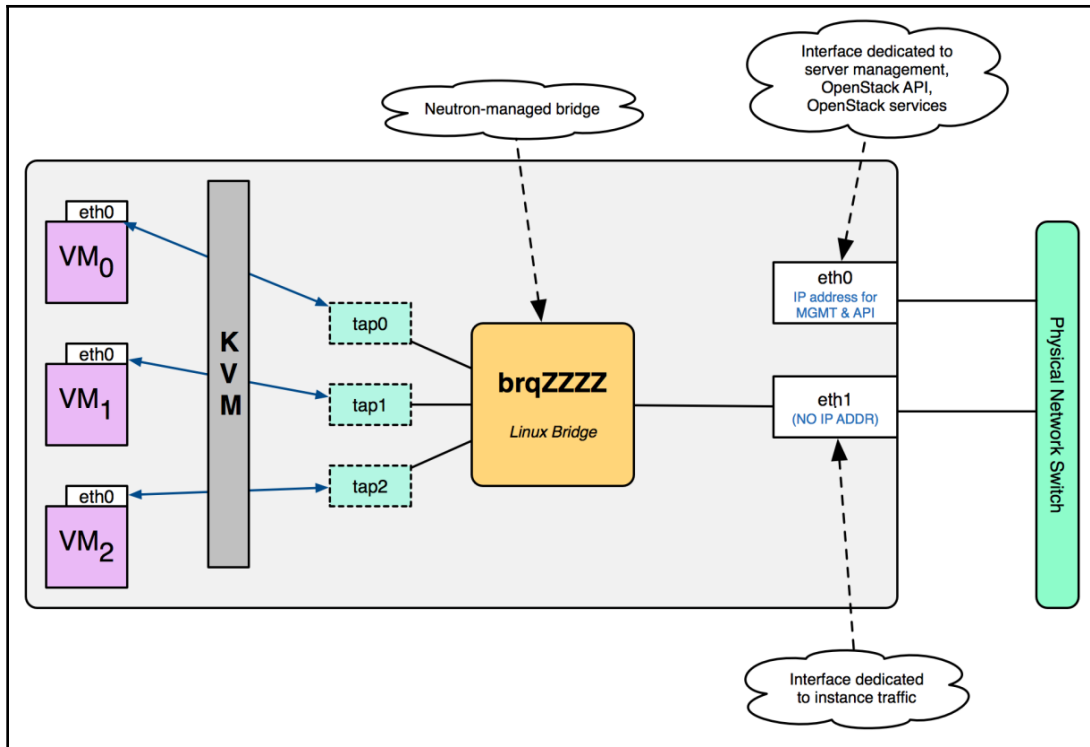 Interface dedicated to
server management,
OpenStack API,
OpenStack services
Neutron-managed bridge
eth0
VM0
eth0
VM1
eth0
VM2
K
V
M
tap0
tap1
tap2
brqZZZZ
Linux Bridge
eth0
IP address for
MGMT & API
eth1
(NO IP ADDR)
Physical Network Switch
Interface dedicated
to instance traffic